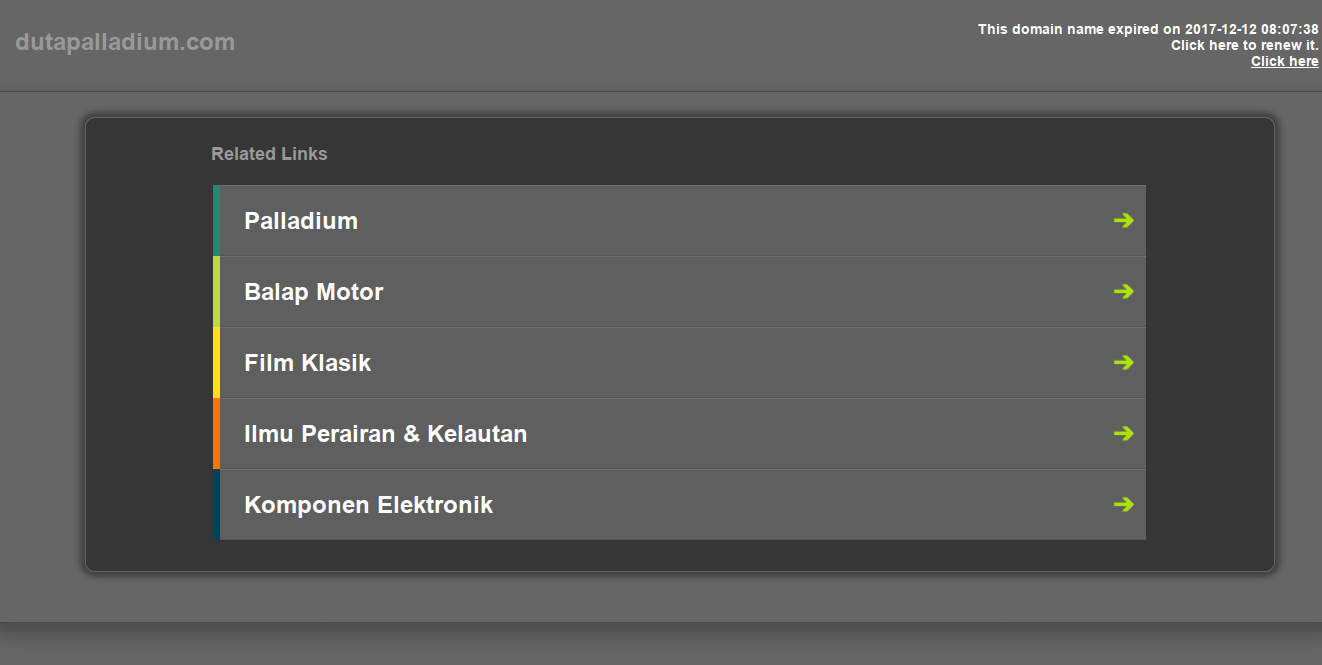 dutapalladium.com
This domain name expired on 2017-12-12 08:07:38
Click here to renew it.
Click here
Related Links
Palladium
Balap Motor
Film Klasik
Ilmu Perairan & Kelautan
Komponen Elektronik